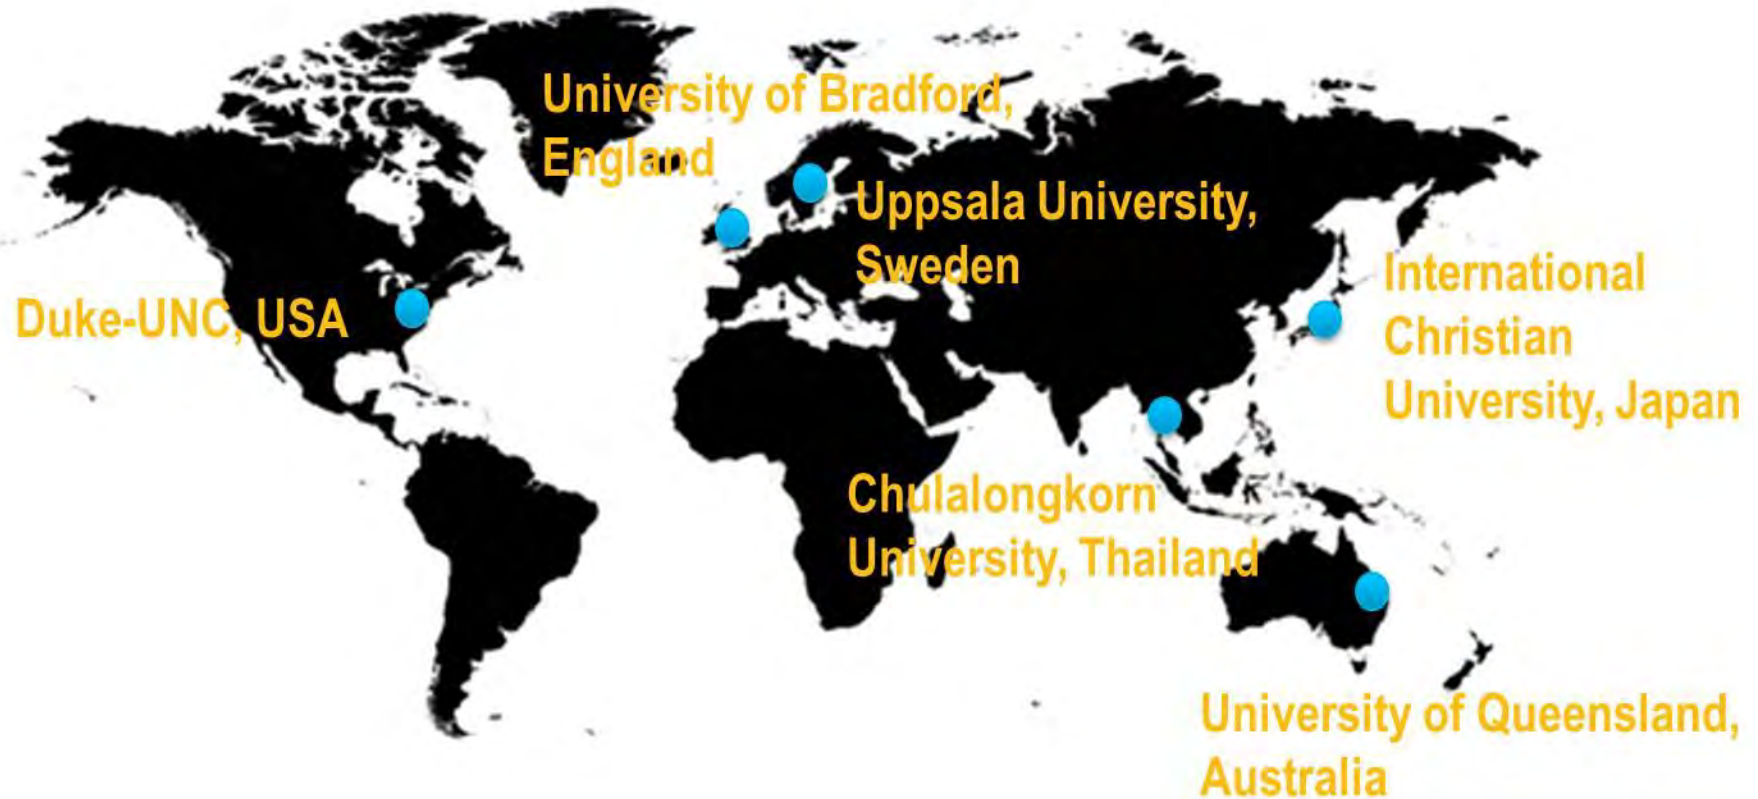 University of Bradford,
England
Uppsala University,
Sweden
International
Christian
University, Japan
Duke-UNC, USA
Chulalongkorn
University, Thailand
University of Queensland,
Australia